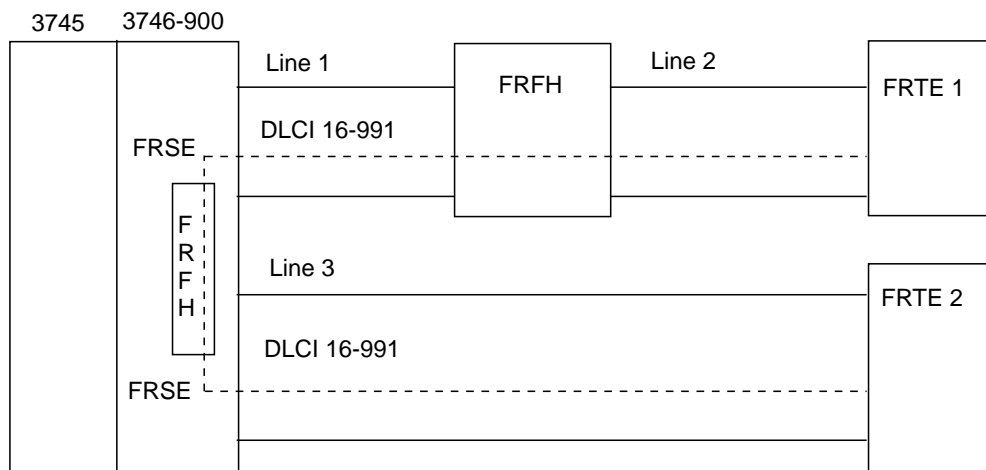 3745 3746-900
Line 1
Line 2
FRFH
FRTE 1
DLCI 16-991
FRSE
F
R
F
H
Line 3
FRTE 2
DLCI 16-991
FRSE